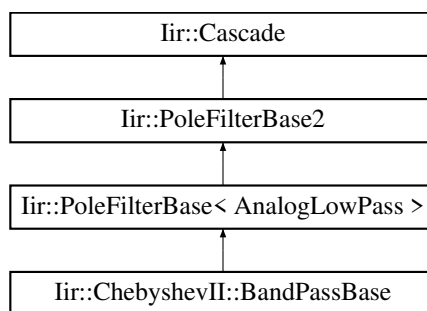 Iir::Cascade
Iir::PoleFilterBase2
Iir::PoleFilterBase< AnalogLowPass >
Iir::ChebyshevII::BandPassBase